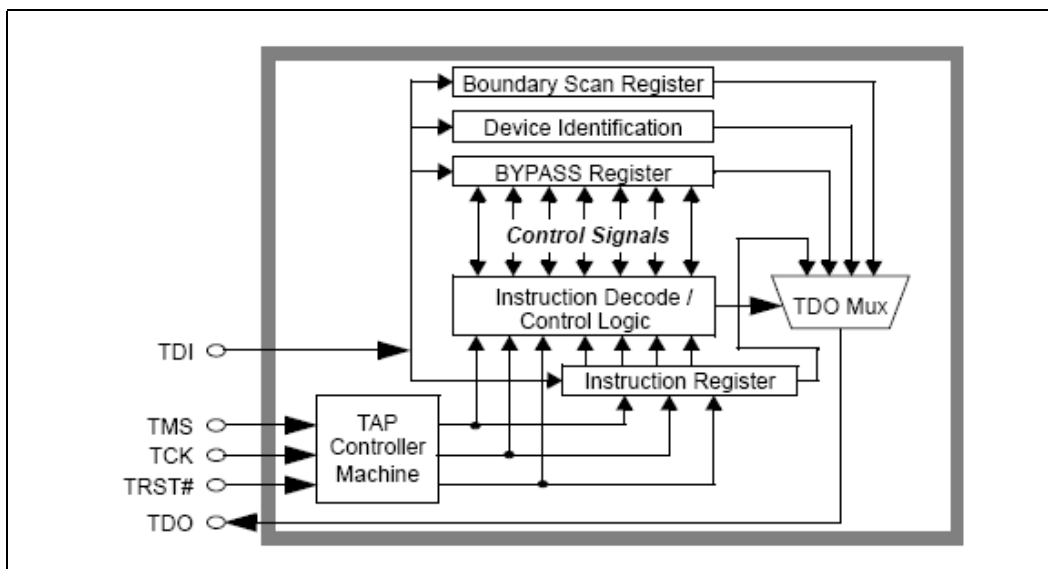 Boundary Scan Register
Device Identification
BYPASS Register
Control Signals
Instruction Decode /
Control Logic
TDO Mux
TDI
Instruction Register
TMS
TCK
TRST#
TDO
TAP
Controller
Machine